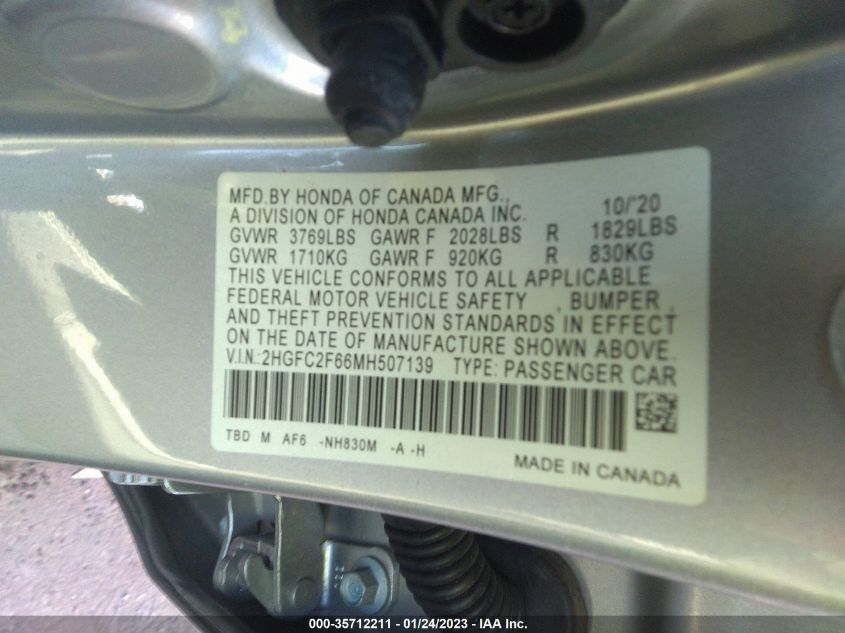 MFD.BY HONDA OF CANADA MFG., 10/'20
A DIVISION OF HONDA CANADA INC.
GVWR 3769LBS GAWR F 2028LBS R 1829LBS
GVWR 1710KG GAWR F 920KG R 830KG
THIS VEHICLE CONFORMS TO ALL APPLICABLE
FEDERAL MOTOR VEHICLE SAFETY , BUMPER ,
AND THEFT PREVENTION STANDARDS IN EFFECT
ON THE DATE OF MANUFACTURE SHOWN ABOVE.
V.I.N.:2HGFC2F66MH507139 TYPE: PASSENGER CAR
TBD M AF6 -NH830M -A -H
MADE IN CANADA
000-35712211 - 01/24/2023 - IAA Inc.